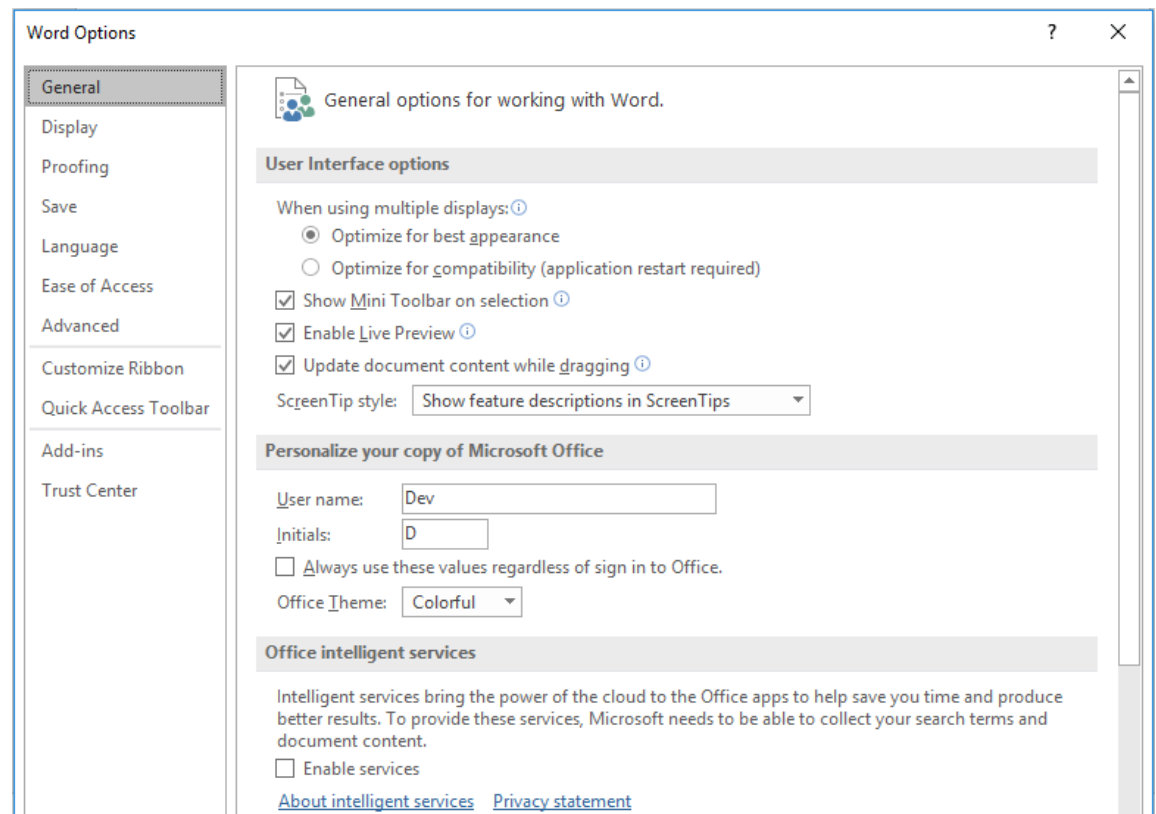 Word Options
?
General
Display
Proofing
Save
Language
Ease of Access
Advanced
Customize Ribbon
Quick Access Toolbar
Add-ins
Trust Center
General options for working with Word.
User Interface options
When using multiple displays:
Optimize for best appearance
Optimize for compatibility (application restart required)
Show Mini Toolbar on selection
Enable Live Preview
Update document content while dragging
ScreenTip style: Show feature descriptions in ScreenTips
Personalize your copy of Microsoft Office
User name: Dev
Initials: D
Always use these values regardless of sign in to Office.
Office Theme: Colorful
Office intelligent services
Intelligent services bring the power of the cloud to the Office apps to help save you time and produce
better results. To provide these services, Microsoft needs to be able to collect your search terms and
document content.
Enable services
About intelligent services Privacy statement